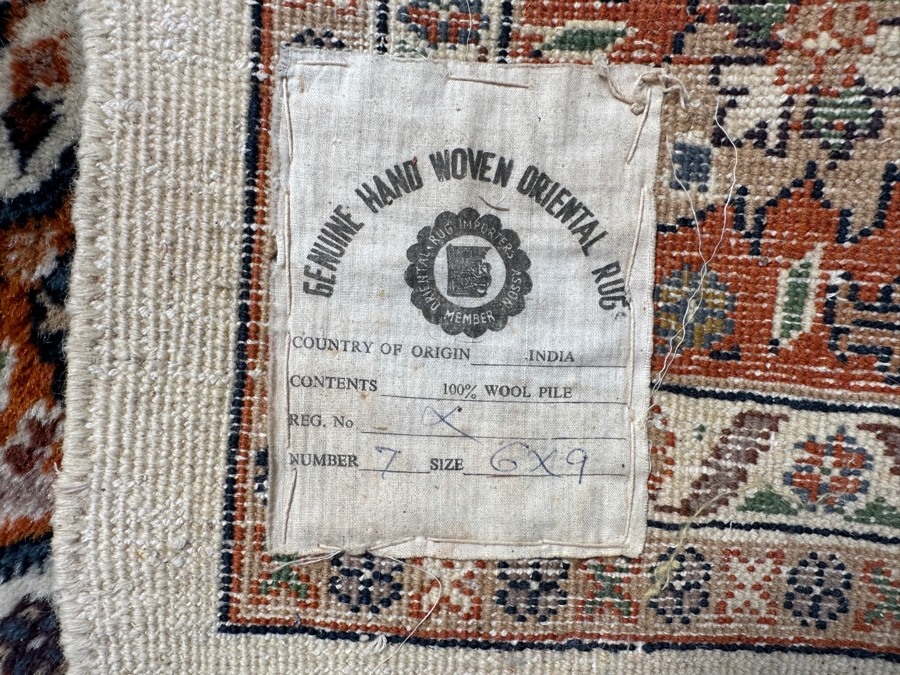 GENUINE HAND WOVEN ORIENTAL RUG
ORIENTAL RUG IMPORTERS ASSON
MEMBER
COUNTRY OF ORIGIN INDIA
CONTENTS 100% WOOL PILE
REG. No X
NUMBER 7 SIZE 6X9